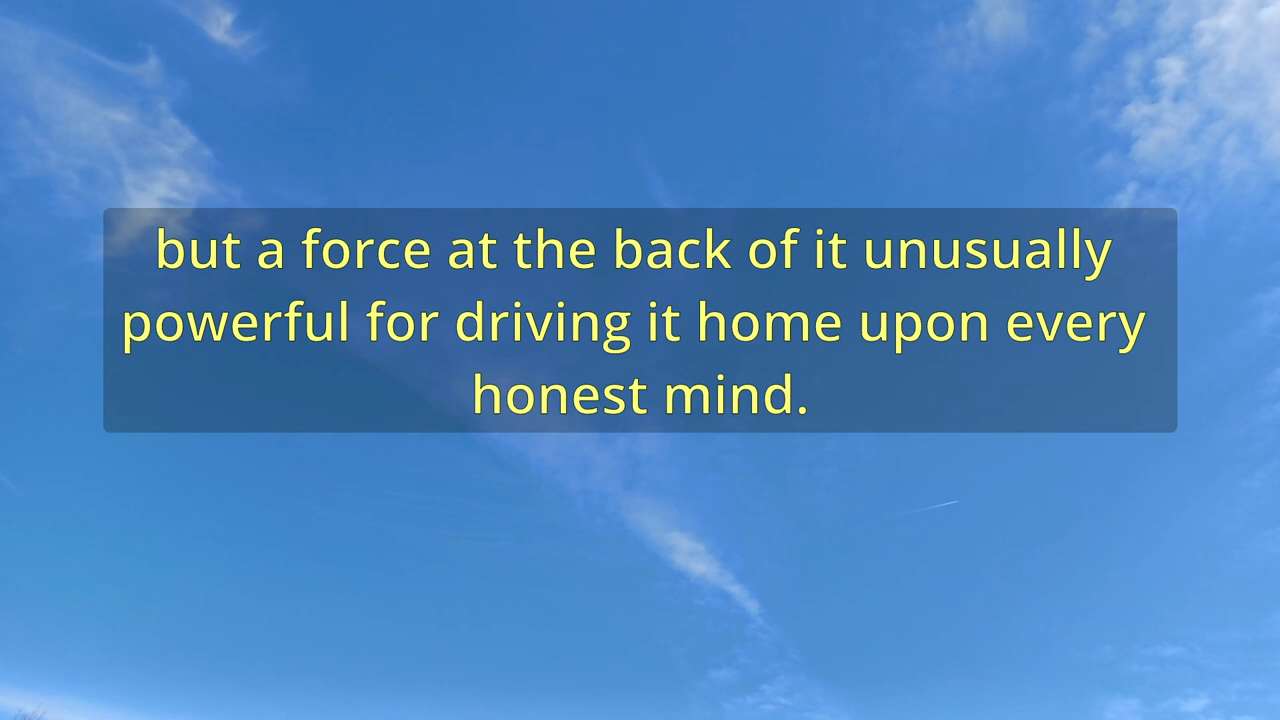 but a force at the back of it unusually
powerful for driving it home upon every
honest mind.